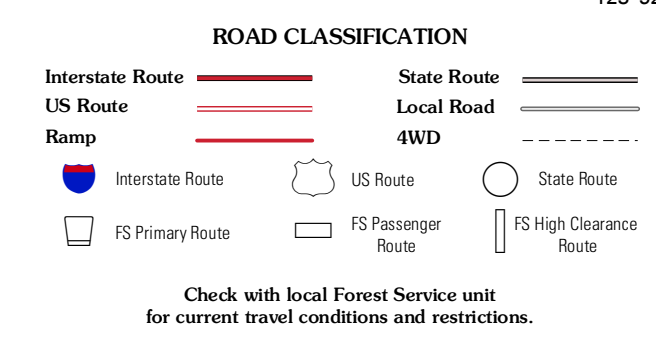 ROAD CLASSIFICATION
Interstate Route
State Route
US Route
Local Road
Ramp
4WD
Interstate Route
US Route
State Route
FS Primary Route
FS Passenger
Route
FS High Clearance
Route
Check with local Forest Service unit
for current travel conditions and restrictions.